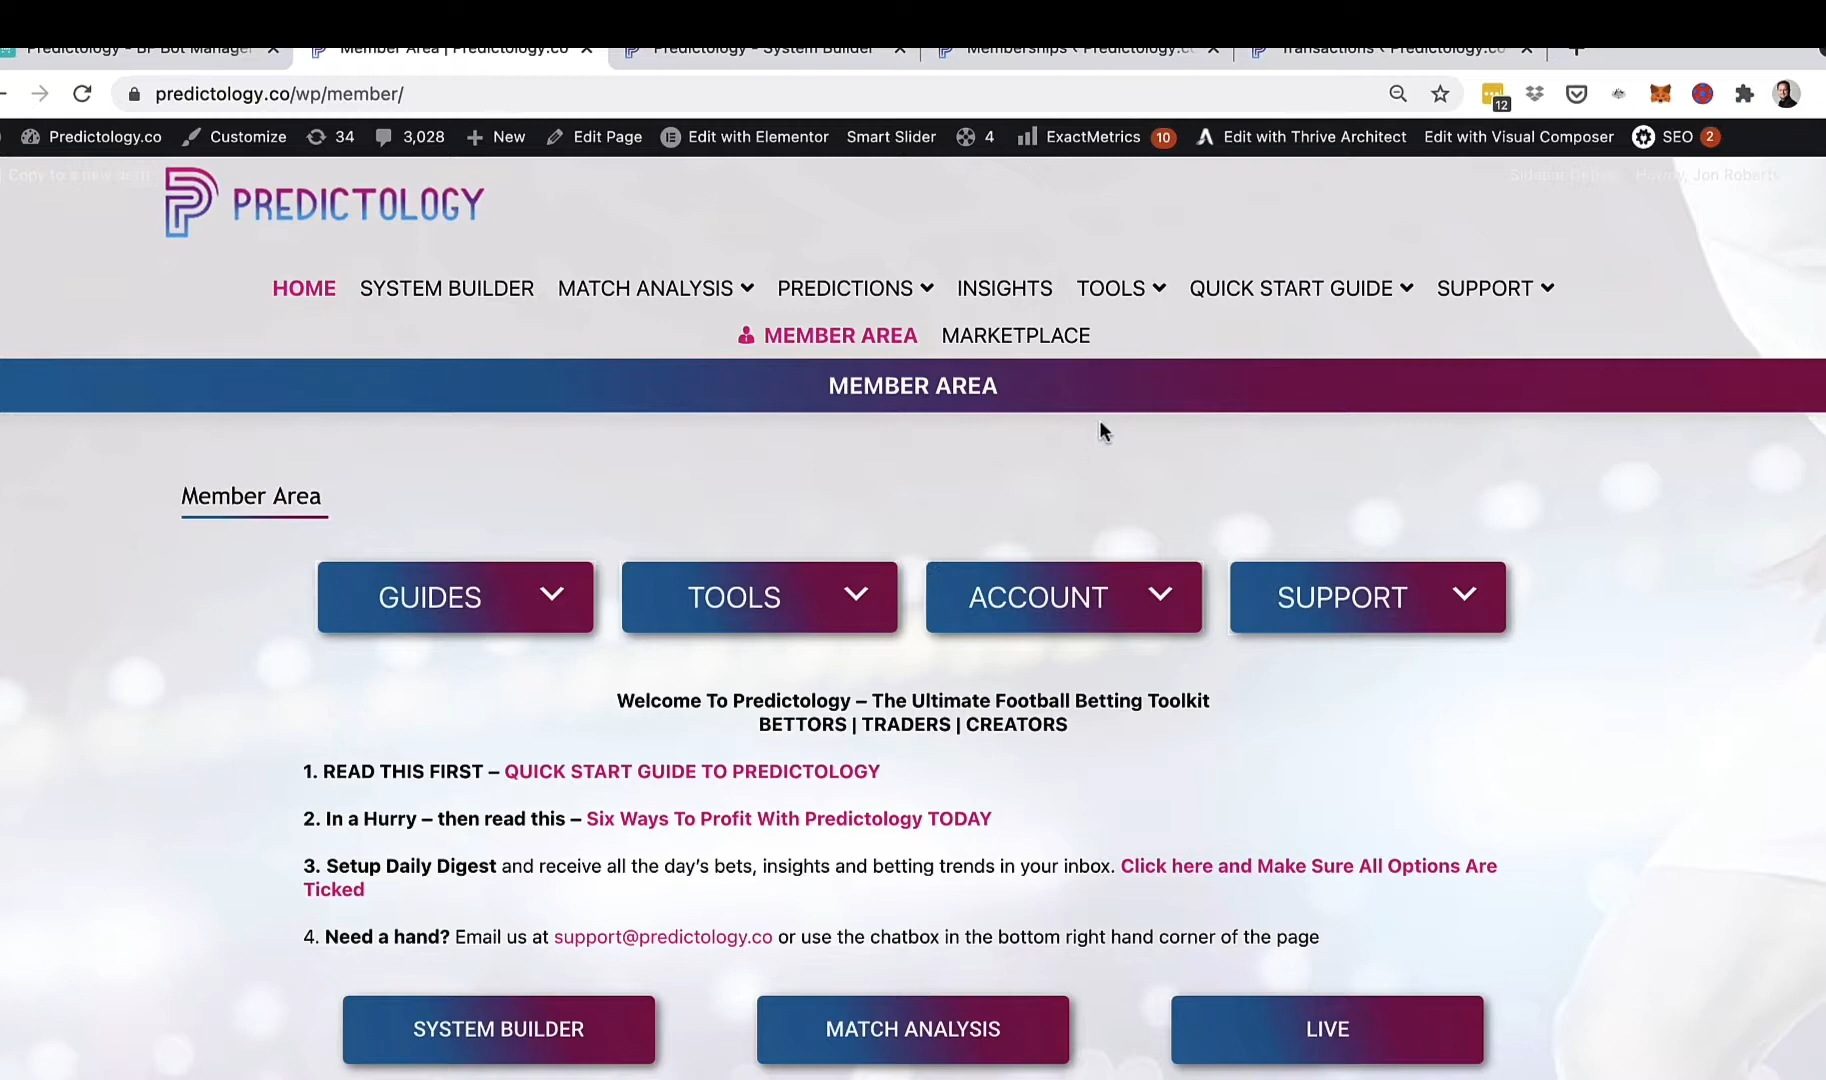 Predictology - BF Bot Manager
Member Area | Predictology.co
Predictology - System Builder
Memberships ‹ Predictology.c
Transactions ‹ Predictology.co
predictology.co/wp/member/
12
Predictology.co Customize 34 3,028 New Edit Page Edit with Elementor Smart Slider 4 ExactMetrics 10 Edit with Thrive Architect Edit with Visual Composer SEO 2
Copy to a new draft
Howdy, Jon Roberts
PREDICTOLOGY
HOME SYSTEM BUILDER MATCH ANALYSIS PREDICTIONS INSIGHTS TOOLS QUICK START GUIDE SUPPORT
MEMBER AREA MARKETPLACE
MEMBER AREA
Member Area
GUIDES TOOLS ACCOUNT SUPPORT
Welcome To Predictology – The Ultimate Football Betting Toolkit
BETTORS | TRADERS | CREATORS
1. READ THIS FIRST – QUICK START GUIDE TO PREDICTOLOGY
2. In a Hurry – then read this – Six Ways To Profit With Predictology TODAY
3. Setup Daily Digest and receive all the day’s bets, insights and betting trends in your inbox. Click here and Make Sure All Options Are
Ticked
4. Need a hand? Email us at support@predictology.co or use the chatbox in the bottom right hand corner of the page
SYSTEM BUILDER MATCH ANALYSIS LIVE